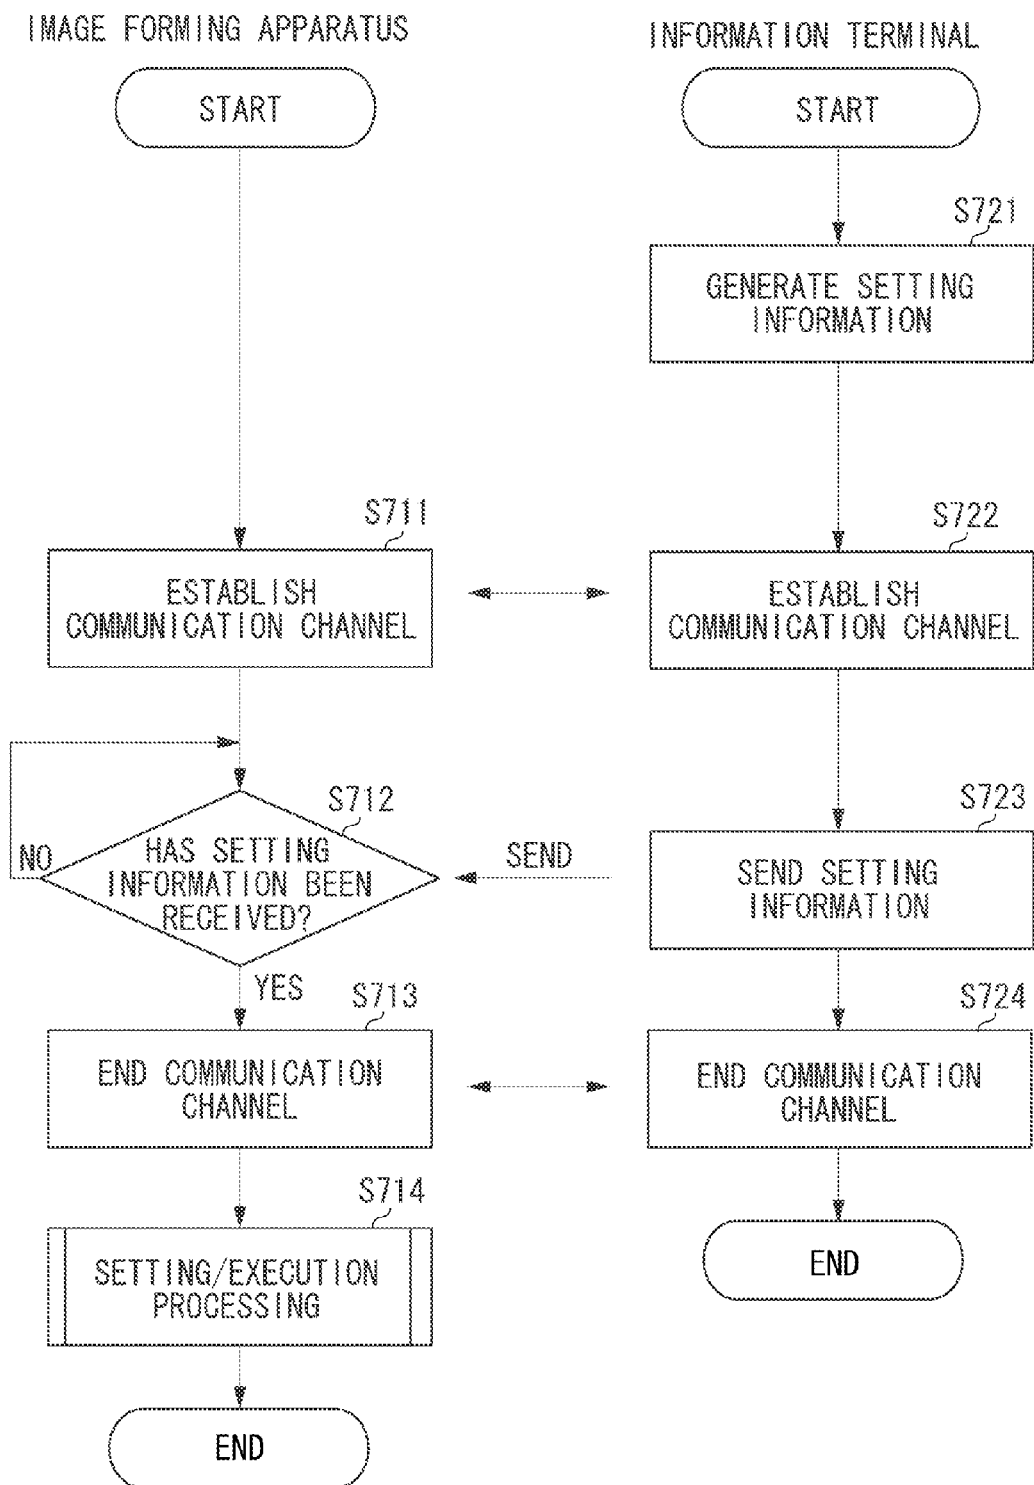 IMAGE FORMING APPARATUS
START
S711
ESTABLISH
COMMUNICATION CHANNEL
S712
HAS SETTING
INFORMATION BEEN
RECEIVED?
NO
YES
S713
END COMMUNICATION
CHANNEL
S714
SETTING/EXECUTION
PROCESSING
END
SEND
INFORMATION TERMINAL
START
S721
GENERATE SETTING
INFORMATION
S722
ESTABLISH
COMMUNICATION CHANNEL
S723
SEND SETTING
INFORMATION
S724
END COMMUNICATION
CHANNEL
END